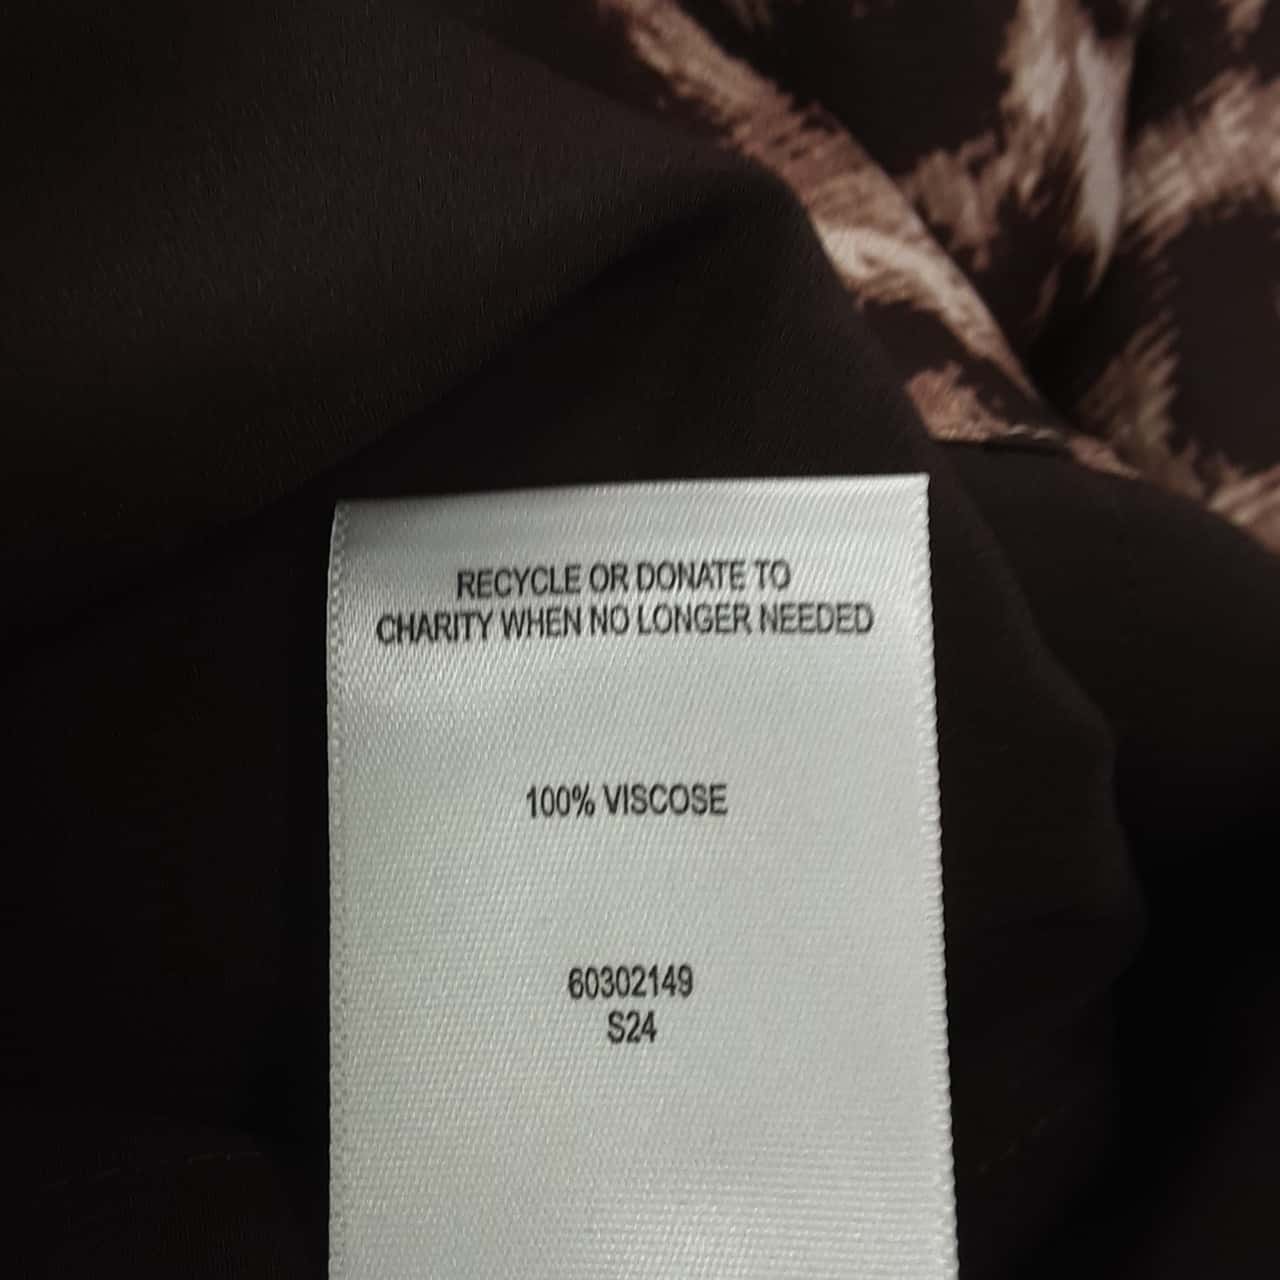 RECYCLE OR DONATE TO
CHARITY WHEN NO LONGER NEEDED
100% VISCOSE
60302149
S24